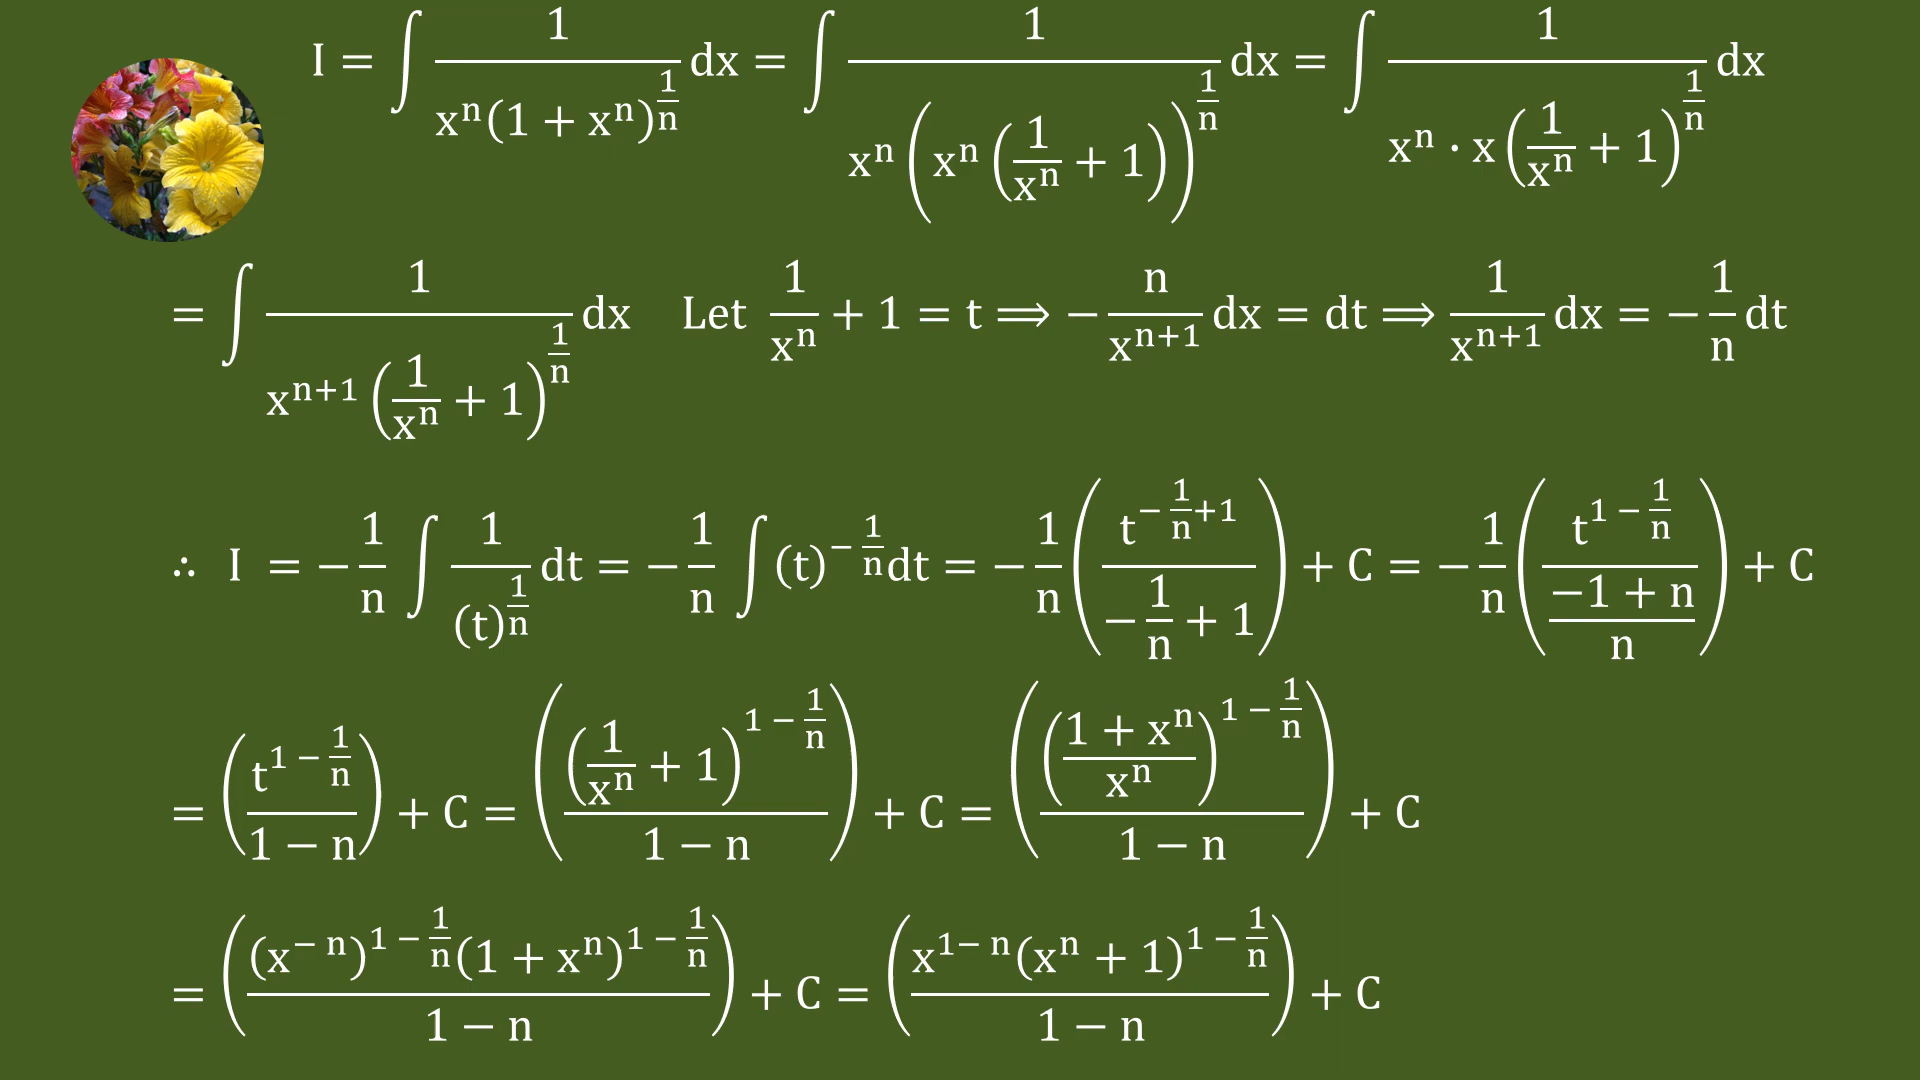 I = ∫ 1/(xⁿ(1 + xⁿ)^(1/n)) dx = ∫ 1/(xⁿ(xⁿ(1/xⁿ + 1))^(1/n)) dx = ∫ 1/(xⁿ · x(1/xⁿ + 1)^(1/n)) dx
= ∫ 1/(xⁿ⁺¹(1/xⁿ + 1)^(1/n)) dx Let 1/xⁿ + 1 = t ⟹ − n/xⁿ⁺¹ dx = dt ⟹ 1/xⁿ⁺¹ dx = − 1/n dt
∴ I = − 1/n ∫ 1/(t)^(1/n) dt = − 1/n ∫ (t)^(− 1/n) dt = − 1/n (t^(− 1/n + 1)/(− 1/n + 1)) + C = − 1/n (t^(1 − 1/n)/((−1 + n)/n)) + C
= (t^(1 − 1/n)/(1 − n)) + C = ((1/xⁿ + 1)^(1 − 1/n)/(1 − n)) + C = (((1 + xⁿ)/xⁿ)^(1 − 1/n)/(1 − n)) + C
= ((x^(− n))^(1 − 1/n)(1 + xⁿ)^(1 − 1/n)/(1 − n)) + C = (x^(1− n)(xⁿ + 1)^(1 − 1/n)/(1 − n)) + C